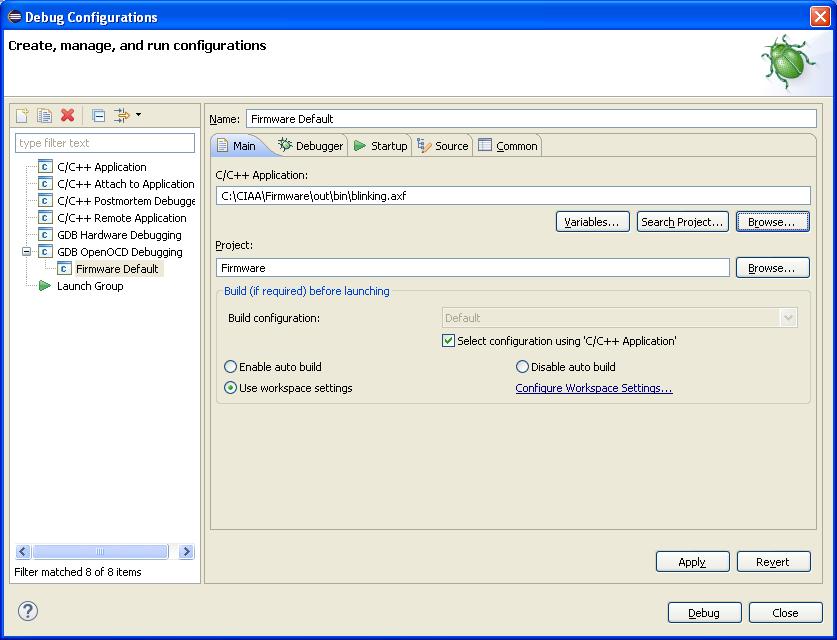 Debug Configurations
Create, manage, and run configurations
type filter text
C/C++ Application
C/C++ Attach to Application
C/C++ Postmortem Debugge
C/C++ Remote Application
GDB Hardware Debugging
GDB OpenOCD Debugging
Firmware Default
Launch Group
Filter matched 8 of 8 items
Name: Firmware Default
Main Debugger Startup Source Common
C/C++ Application:
C:\CIAA\Firmware\out\bin\blinking.axf
Variables... Search Project... Browse...
Project:
Firmware Browse...
Build (if required) before launching
Build configuration: Default
Select configuration using 'C/C++ Application'
Enable auto build Disable auto build
Use workspace settings Configure Workspace Settings...
Apply Revert
? Debug Close